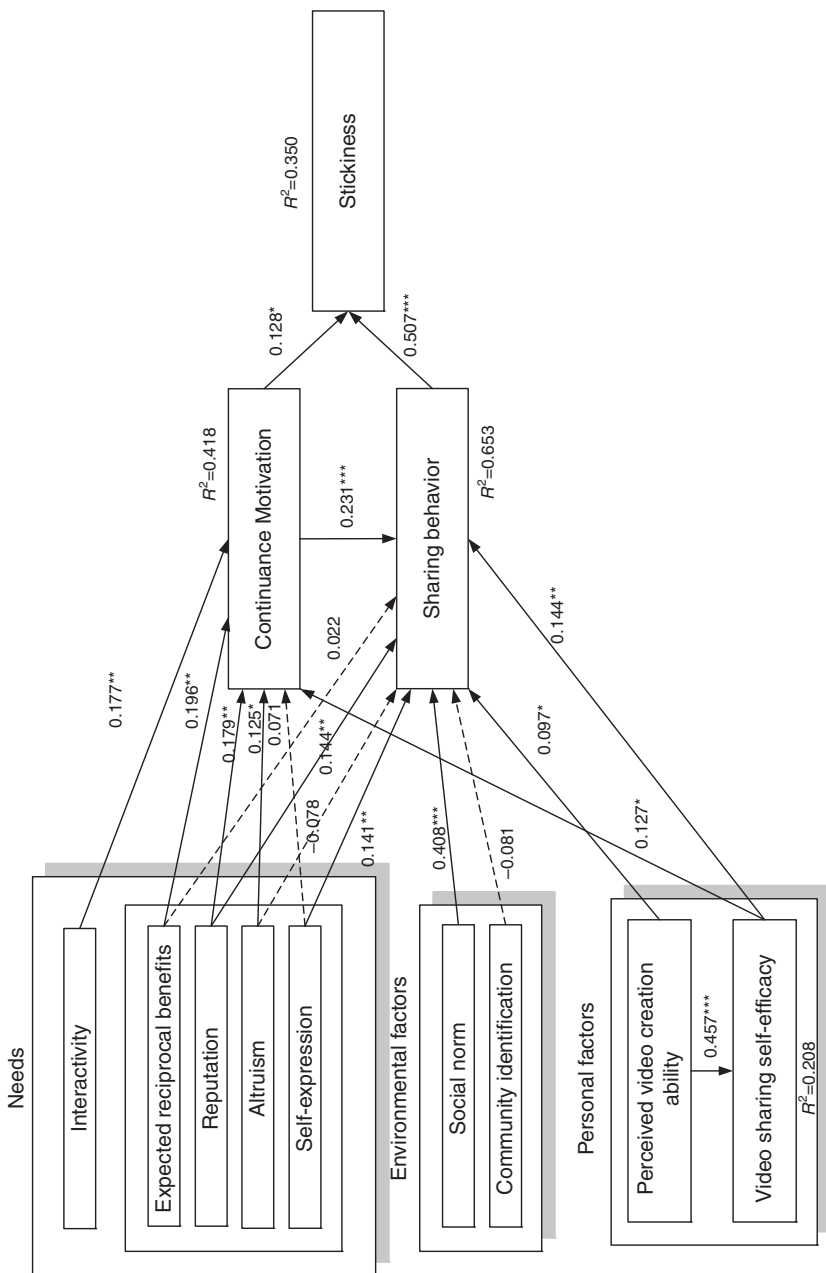 Needs
Interactivity
Expected reciprocal benefits
Reputation
Altruism
Self-expression
Environmental factors
Social norm
Community identification
Personal factors
Perceived video creation
ability
0.457***
Video sharing self-efficacy
R²=0.208
0.177**
0.196**
0.179**
0.125*
0.071
0.022
0.144**
–0.078
0.141**
0.408***
–0.081
0.097*
0.127*
0.144**
R²=0.418
Continuance Motivation
0.231***
Sharing behavior
R²=0.653
0.128*
0.507***
R²=0.350
Stickiness